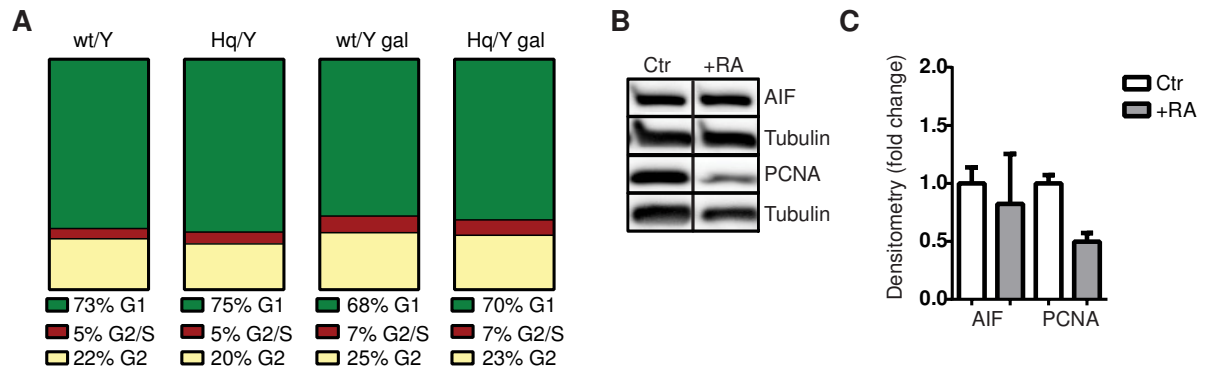 A
wt/Y
Hq/Y
wt/Y gal
Hq/Y gal
73% G1
75% G1
68% G1
70% G1
5% G2/S
5% G2/S
7% G2/S
7% G2/S
22% G2
20% G2
25% G2
23% G2
B
Ctr
+RA
AIF
Tubulin
PCNA
Tubulin
C
Densitometry (fold change)
2.0
1.5
1.0
0.5
0.0
AIF
PCNA
Ctr
+RA